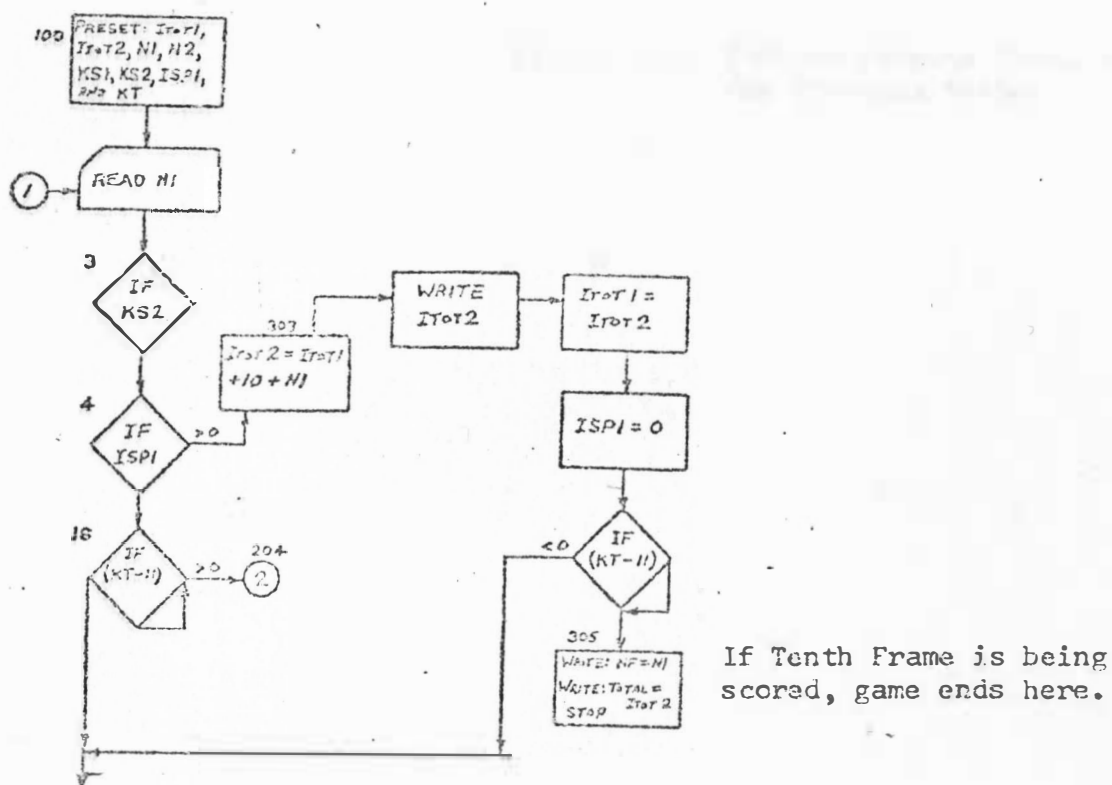 100
PRESET: ITOT1,
ITOT2, N1, N2,
KS1, KS2, ISP1,
AND KT
1
READ N1
3
IF
KS2
303
ITOT2 = ITOT1
+10 + N1
WRITE
ITOT2
ITOT1 =
ITOT2
4
IF
ISP1
>0
ISP1 = 0
16
IF
(KT-11)
>0
204
2
<0
IF
(KT-11)
305
WRITE: NF = N1
WRITE: TOTAL =
ITOT2
STOP
If Tenth Frame is being
scored, game ends here.